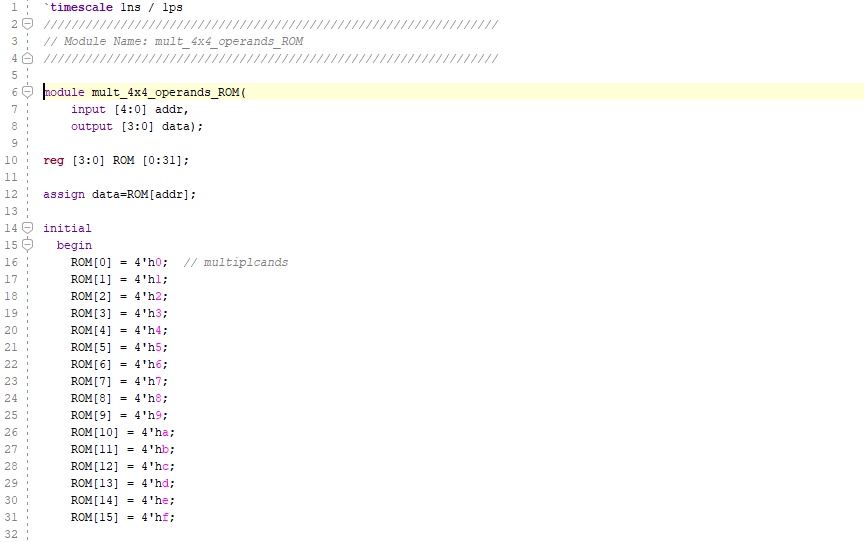 1 `timescale 1ns / 1ps
2 /////////////////////////////////////////////////////////////////
3 // Module Name: mult_4x4_operands_ROM
4 /////////////////////////////////////////////////////////////////
5
6 module mult_4x4_operands_ROM(
7 input [4:0] addr,
8 output [3:0] data);
9
10 reg [3:0] ROM [0:31];
11
12 assign data=ROM[addr];
13
14 initial
15 begin
16 ROM[0] = 4'h0; // multiplcands
17 ROM[1] = 4'h1;
18 ROM[2] = 4'h2;
19 ROM[3] = 4'h3;
20 ROM[4] = 4'h4;
21 ROM[5] = 4'h5;
22 ROM[6] = 4'h6;
23 ROM[7] = 4'h7;
24 ROM[8] = 4'h8;
25 ROM[9] = 4'h9;
26 ROM[10] = 4'ha;
27 ROM[11] = 4'hb;
28 ROM[12] = 4'hc;
29 ROM[13] = 4'hd;
30 ROM[14] = 4'he;
31 ROM[15] = 4'hf;
32